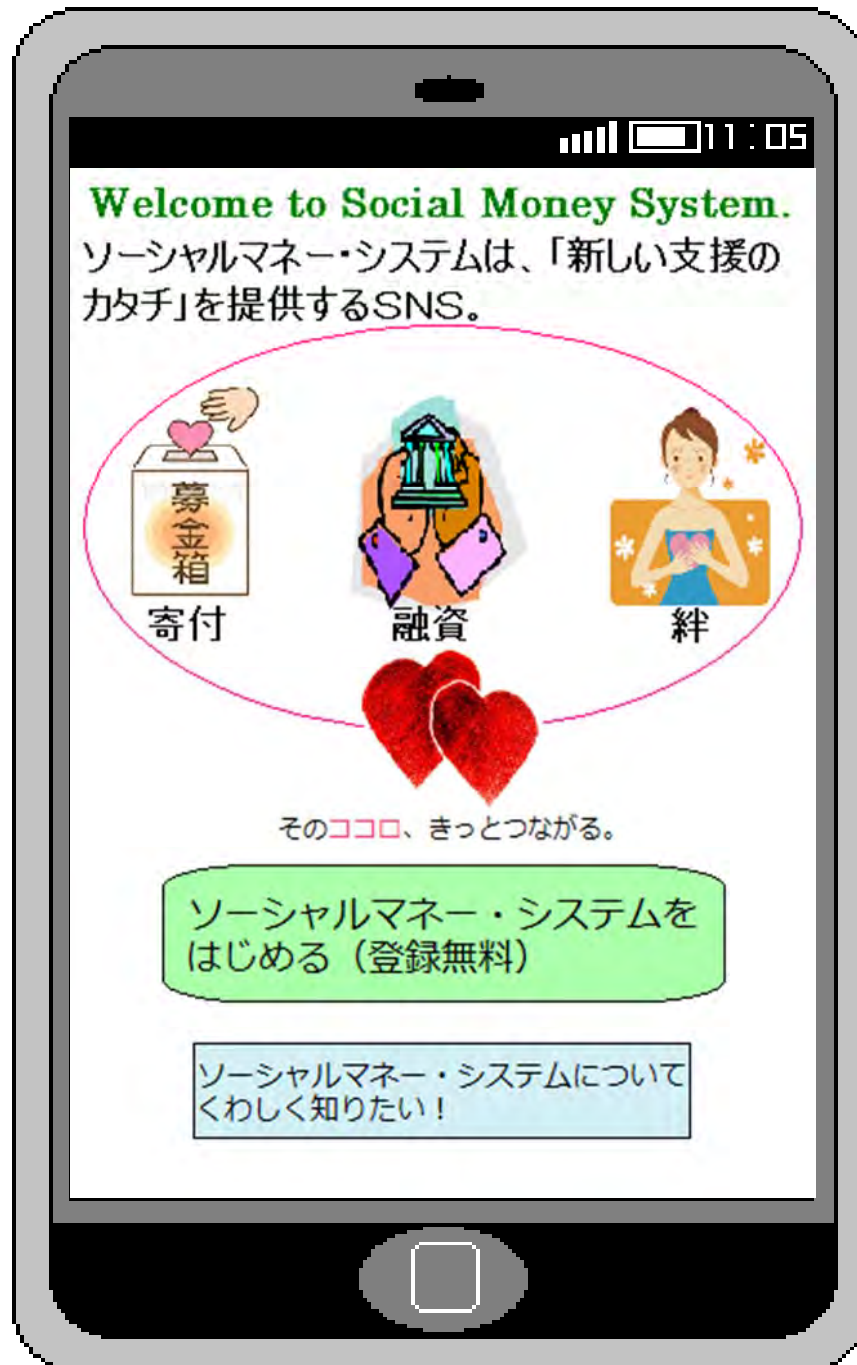 11:05
Welcome to Social Money System.
ソーシャルマネー・システムは、「新しい支援の
カタチ」を提供するSNS。
募
金
箱
寄付 融資 絆
そのココロ、きっとつながる。
ソーシャルマネー・システムを
はじめる（登録無料）
ソーシャルマネー・システムについて
くわしく知りたい！